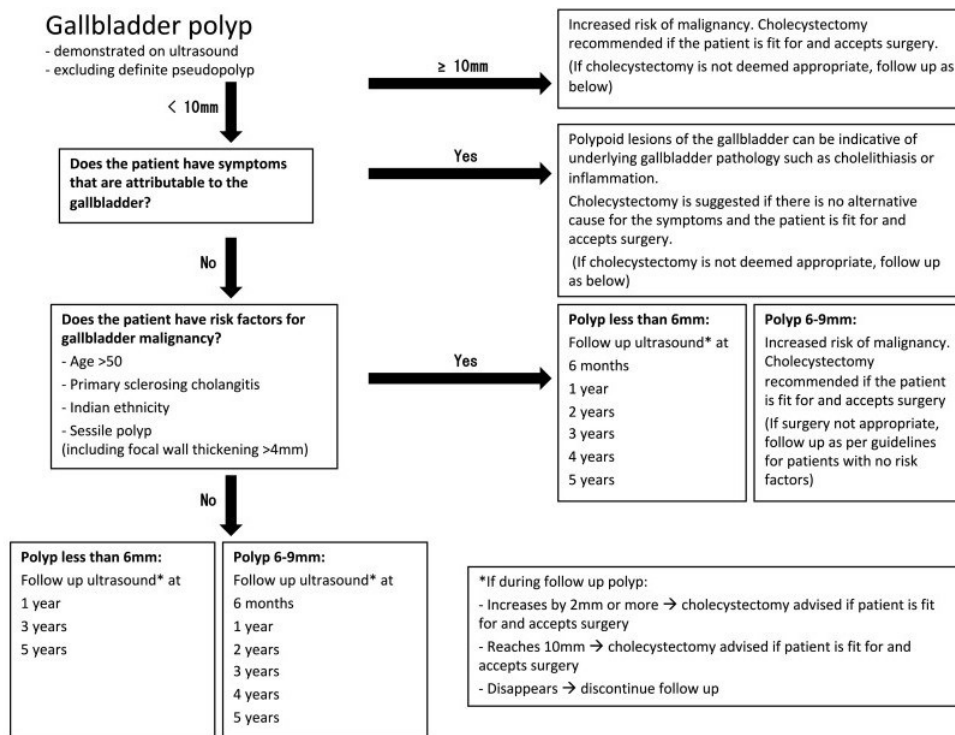 Gallbladder polyp
- demonstrated on ultrasound
- excluding definite pseudopolyp
≥ 10mm
Increased risk of malignancy. Cholecystectomy
recommended if the patient is fit for and accepts surgery.
(If cholecystectomy is not deemed appropriate, follow up as
below)
< 10mm
Does the patient have symptoms
that are attributable to the
gallbladder?
Yes
Polypoid lesions of the gallbladder can be indicative of
underlying gallbladder pathology such as cholelithiasis or
inflammation.
Cholecystectomy is suggested if there is no alternative
cause for the symptoms and the patient is fit for and
accepts surgery.
(If cholecystectomy is not deemed appropriate, follow up
as below)
No
Does the patient have risk factors for
gallbladder malignancy?
- Age >50
- Primary sclerosing cholangitis
- Indian ethnicity
- Sessile polyp
(including focal wall thickening >4mm)
Yes
Polyp less than 6mm:
Follow up ultrasound* at
6 months
1 year
2 years
3 years
4 years
5 years
Polyp 6-9mm:
Increased risk of malignancy.
Cholecystectomy
recommended if the patient
is fit for and accepts surgery
(If surgery not appropriate,
follow up as per guidelines
for patients with no risk
factors)
No
Polyp less than 6mm:
Follow up ultrasound* at
1 year
3 years
5 years
Polyp 6-9mm:
Follow up ultrasound* at
6 months
1 year
2 years
3 years
4 years
5 years
*If during follow up polyp:
- Increases by 2mm or more → cholecystectomy advised if patient is fit
for and accepts surgery
- Reaches 10mm → cholecystectomy advised if patient is fit for and
accepts surgery
- Disappears → discontinue follow up